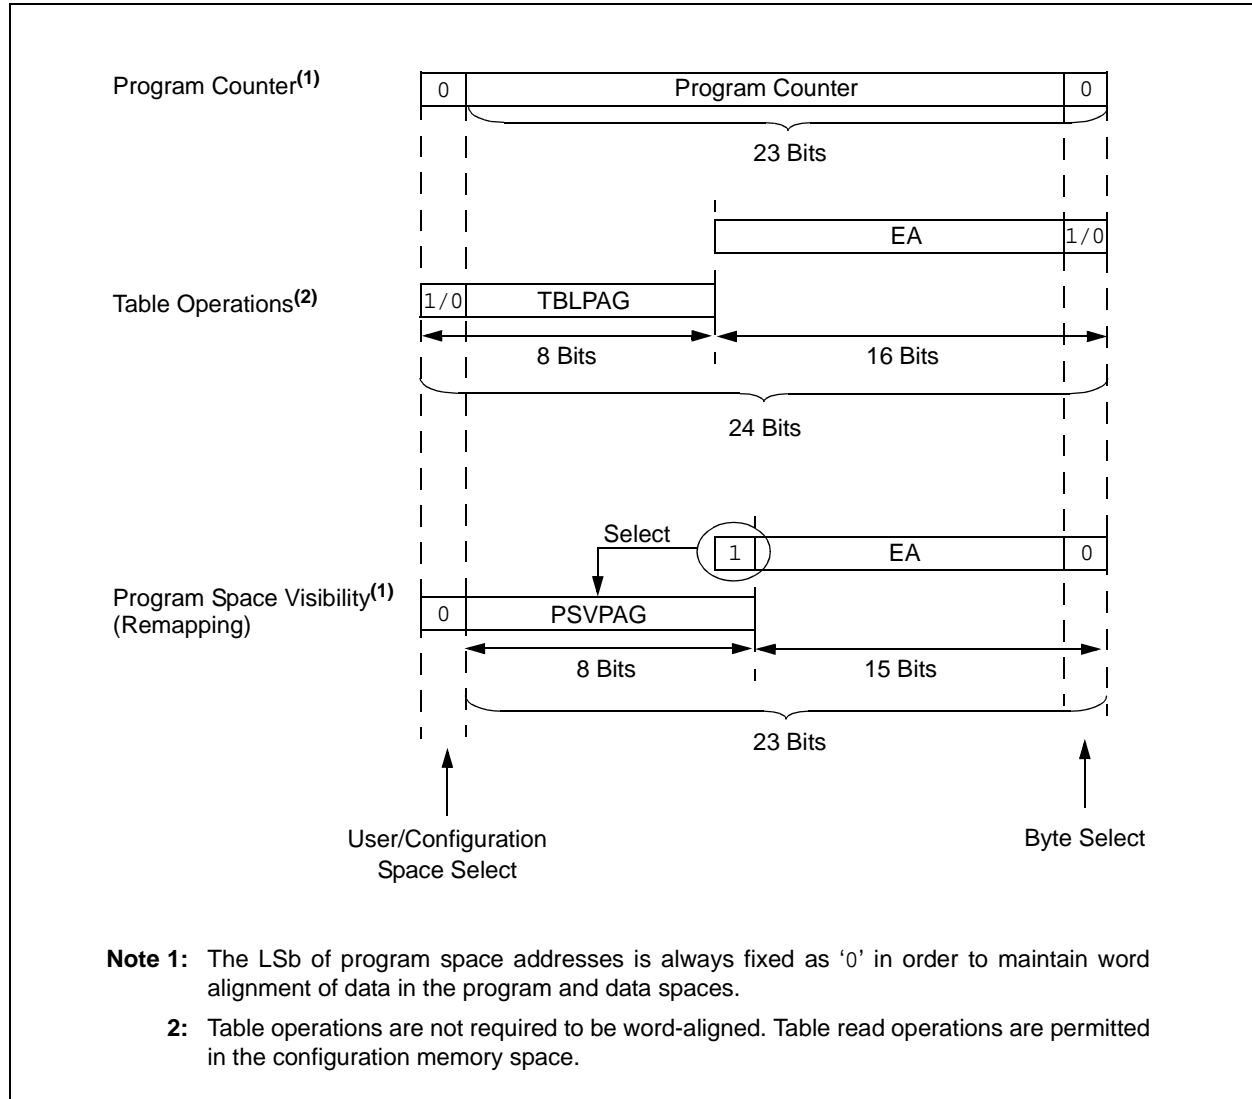 Program Counter(1)
0
Program Counter
0
23 Bits
EA
1/0
Table Operations(2)
1/0
TBLPAG
8 Bits
16 Bits
24 Bits
Select
1
EA
0
Program Space Visibility(1)
(Remapping)
0
PSVPAG
8 Bits
15 Bits
23 Bits
User/Configuration
Space Select
Byte Select
Note 1: The LSb of program space addresses is always fixed as ‘0’ in order to maintain word
alignment of data in the program and data spaces.
2: Table operations are not required to be word-aligned. Table read operations are permitted
in the configuration memory space.